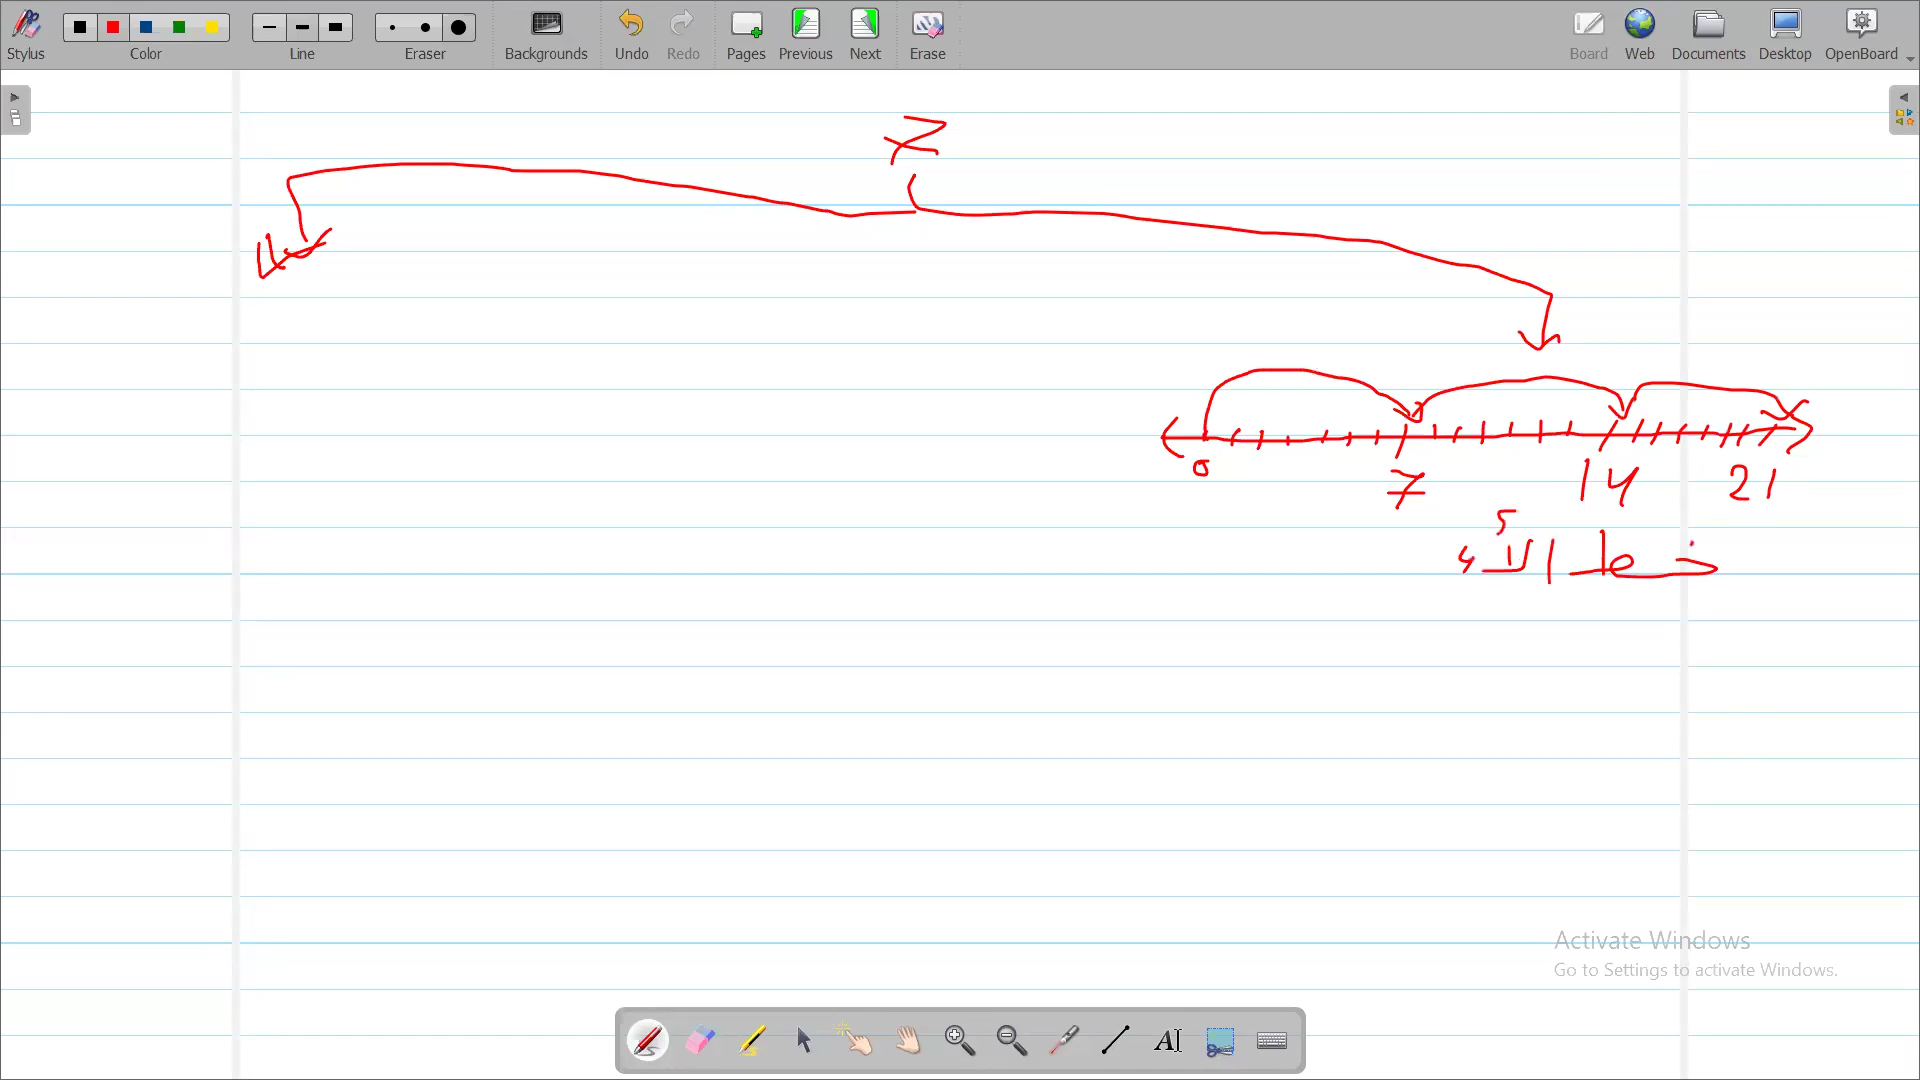 Stylus Color Line Eraser Backgrounds Undo Redo Pages Previous Next Erase Board Web Documents Desktop OpenBoard
7
0 7 14 21
Activate Windows
Go to Settings to activate Windows.